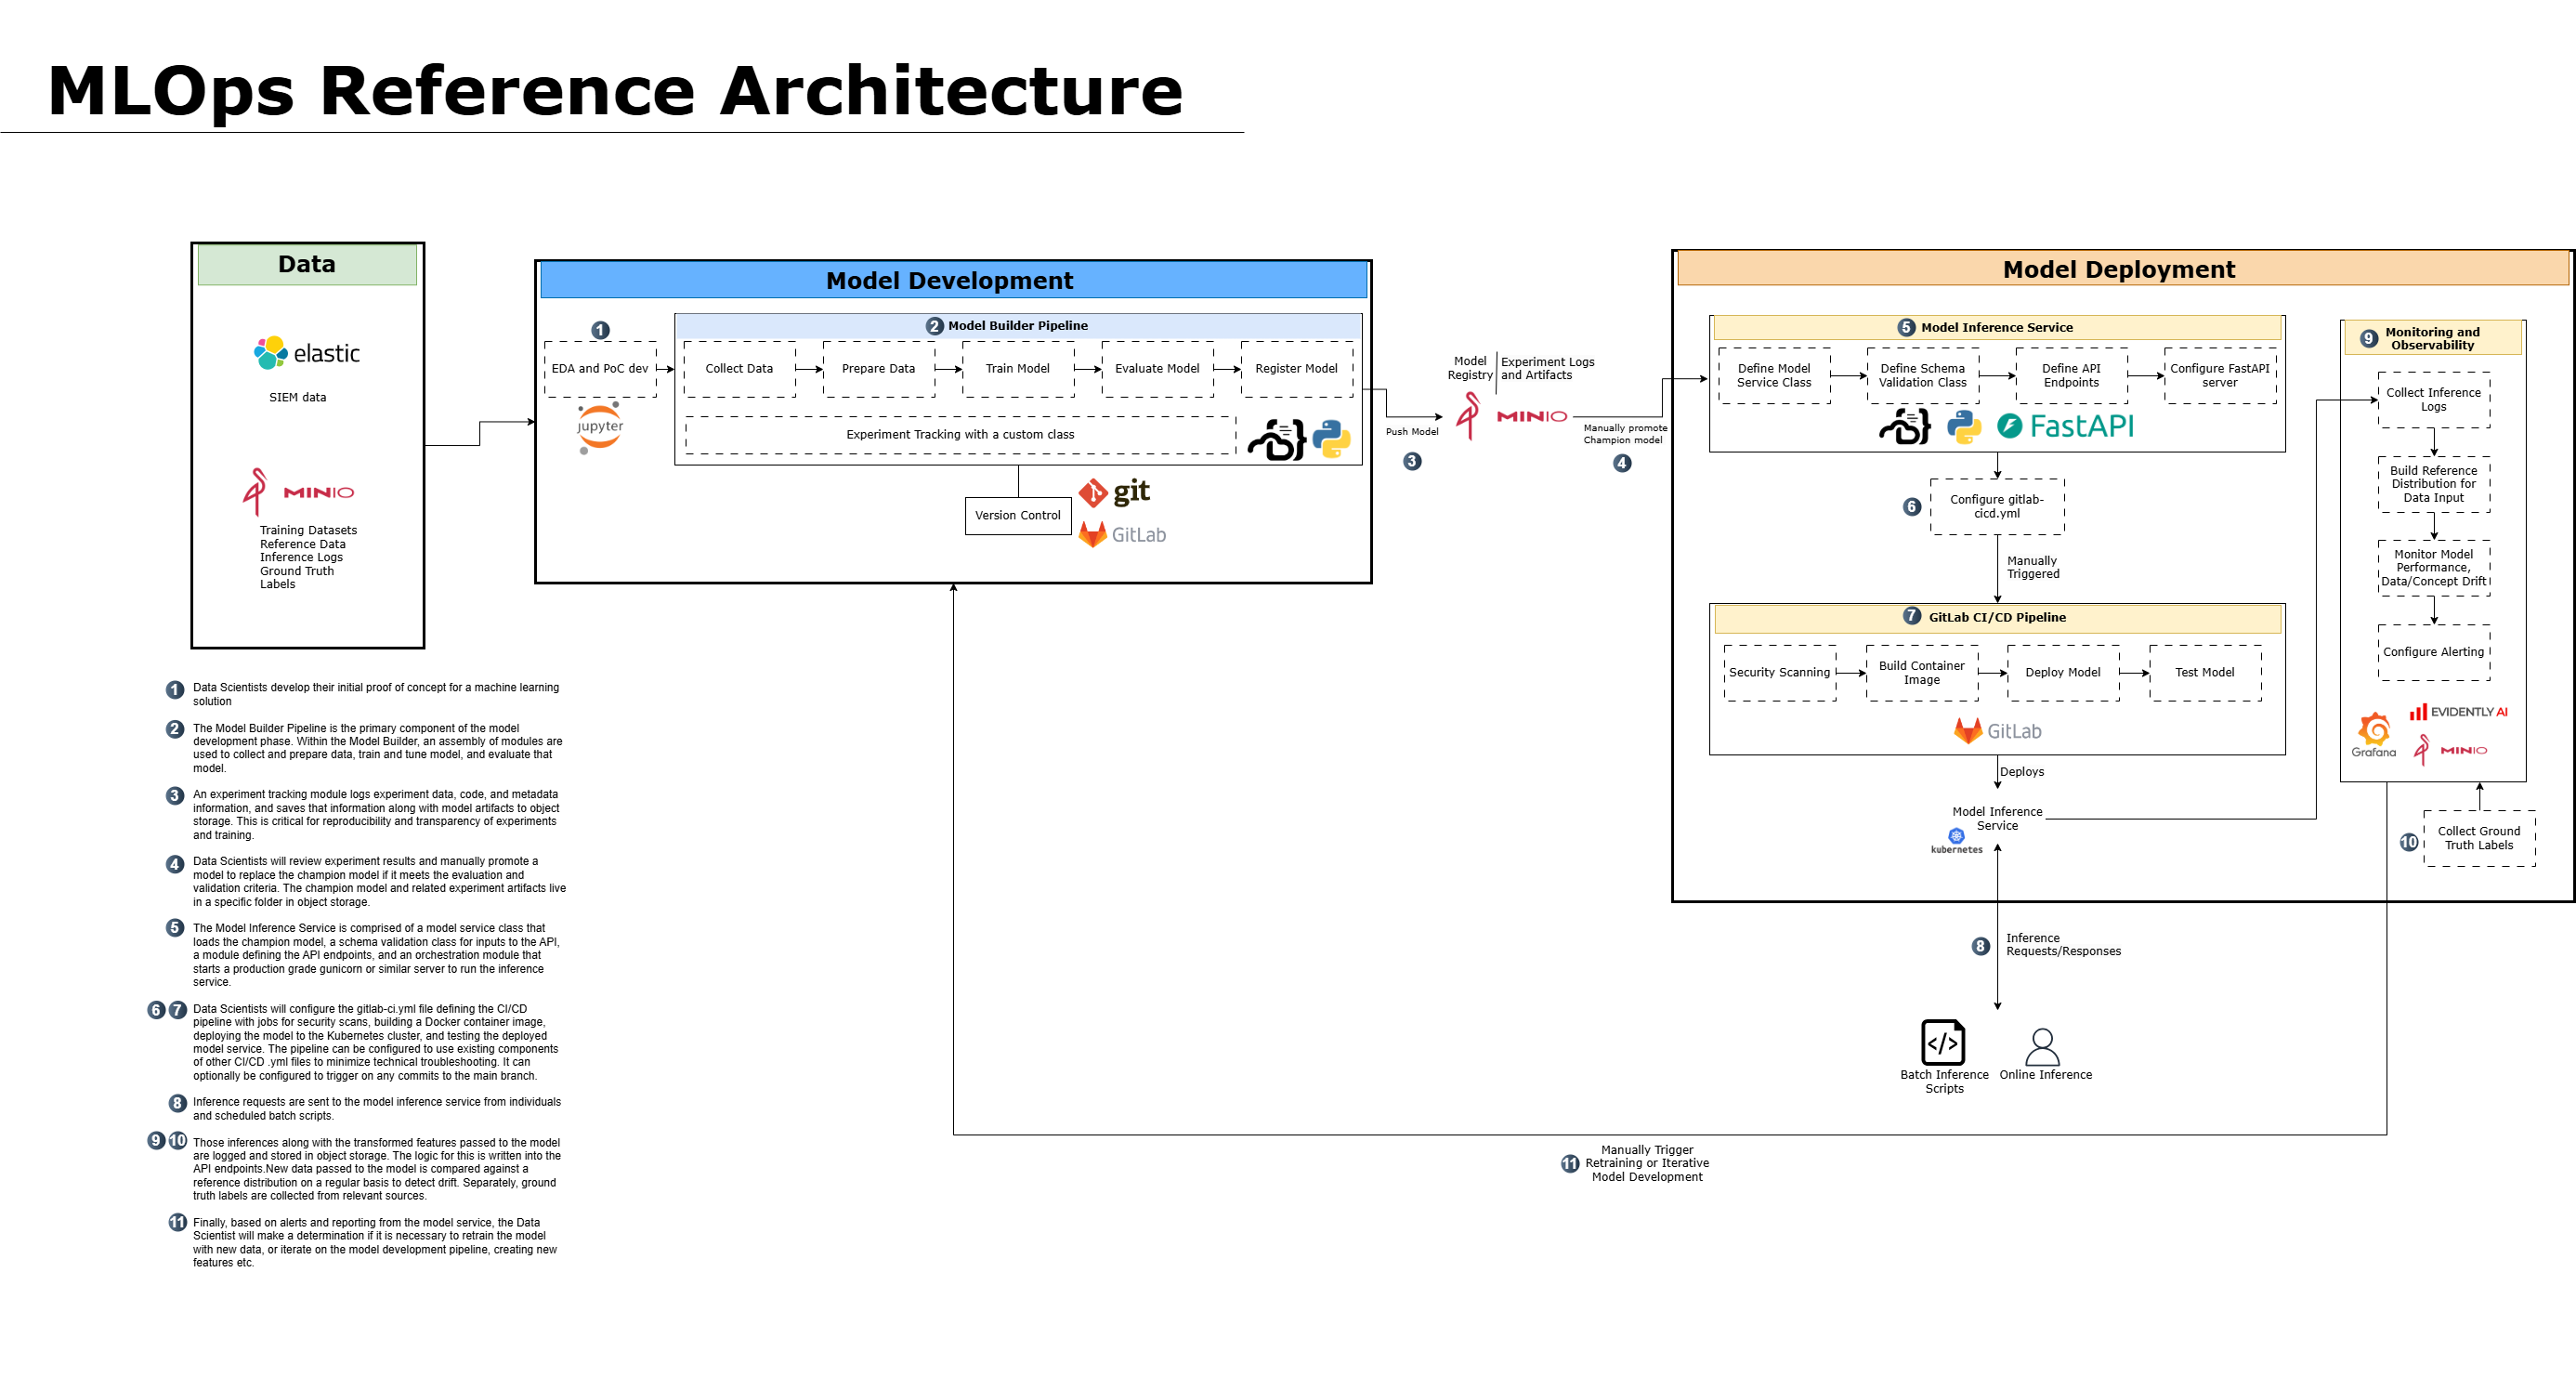 MLOps Reference Architecture
Data
elastic
SIEM data
MINIO
Training Datasets
Reference Data
Inference Logs
Ground Truth
Labels
Model Development
1
EDA and PoC dev
jupyter
2 Model Builder Pipeline
Collect Data
Prepare Data
Train Model
Evaluate Model
Register Model
Experiment Tracking with a custom class
Version Control
git
GitLab
Push Model
3
Model
Registry
Experiment Logs
and Artifacts
MINIO
Manually promote
Champion model
4
Model Deployment
5 Model Inference Service
Define Model
Service Class
Define Schema
Validation Class
Define API
Endpoints
Configure FastAPI
server
FastAPI
6
Configure gitlab-
cicd.yml
Manually
Triggered
7 GitLab CI/CD Pipeline
Security Scanning
Build Container
Image
Deploy Model
Test Model
GitLab
Deploys
Model Inference
Service
kubernetes
9 Monitoring and
Observability
Collect Inference
Logs
Build Reference
Distribution for
Data Input
Monitor Model
Performance,
Data/Concept Drift
Configure Alerting
Grafana
EVIDENTLY AI
MINIO
10
Collect Ground
Truth Labels
8
Inference
Requests/Responses
</>
Batch Inference
Scripts
Online Inference
11
Manually Trigger
Retraining or Iterative
Model Development
1 Data Scientists develop their initial proof of concept for a machine learning
solution
2 The Model Builder Pipeline is the primary component of the model
development phase. Within the Model Builder, an assembly of modules are
used to collect and prepare data, train and tune model, and evaluate that
model.
3 An experiment tracking module logs experiment data, code, and metadata
information, and saves that information along with model artifacts to object
storage. This is critical for reproducibility and transparency of experiments
and training.
4 Data Scientists will review experiment results and manually promote a
model to replace the champion model if it meets the evaluation and
validation criteria. The champion model and related experiment artifacts live
in a specific folder in object storage.
5 The Model Inference Service is comprised of a model service class that
loads the champion model, a schema validation class for inputs to the API,
a module defining the API endpoints, and an orchestration module that
starts a production grade gunicorn or similar server to run the inference
service.
6 7 Data Scientists will configure the gitlab-ci.yml file defining the CI/CD
pipeline with jobs for security scans, building a Docker container image,
deploying the model to the Kubernetes cluster, and testing the deployed
model service. The pipeline can be configured to use existing components
of other CI/CD .yml files to minimize technical troubleshooting. It can
optionally be configured to trigger on any commits to the main branch.
8 Inference requests are sent to the model inference service from individuals
and scheduled batch scripts.
9 10 Those inferences along with the transformed features passed to the model
are logged and stored in object storage. The logic for this is written into the
API endpoints.New data passed to the model is compared against a
reference distribution on a regular basis to detect drift. Separately, ground
truth labels are collected from relevant sources.
11 Finally, based on alerts and reporting from the model service, the Data
Scientist will make a determination if it is necessary to retrain the model
with new data, or iterate on the model development pipeline, creating new
features etc.